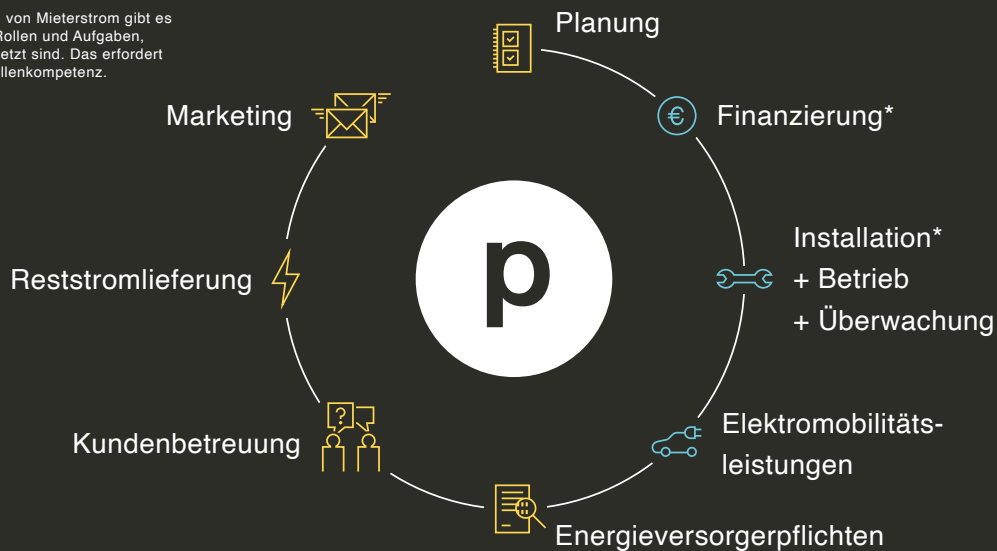 von Mieterstrom gibt es
Rollen und Aufgaben,
etzt sind. Das erfordert
llenkompetenz.
Planung
Marketing
Finanzierung*
€
Installation*
+ Betrieb
+ Überwachung
Reststromlieferung
p
Elektromobilitäts-
leistungen
Kundenbetreuung
?
Energieversorgerpflichten